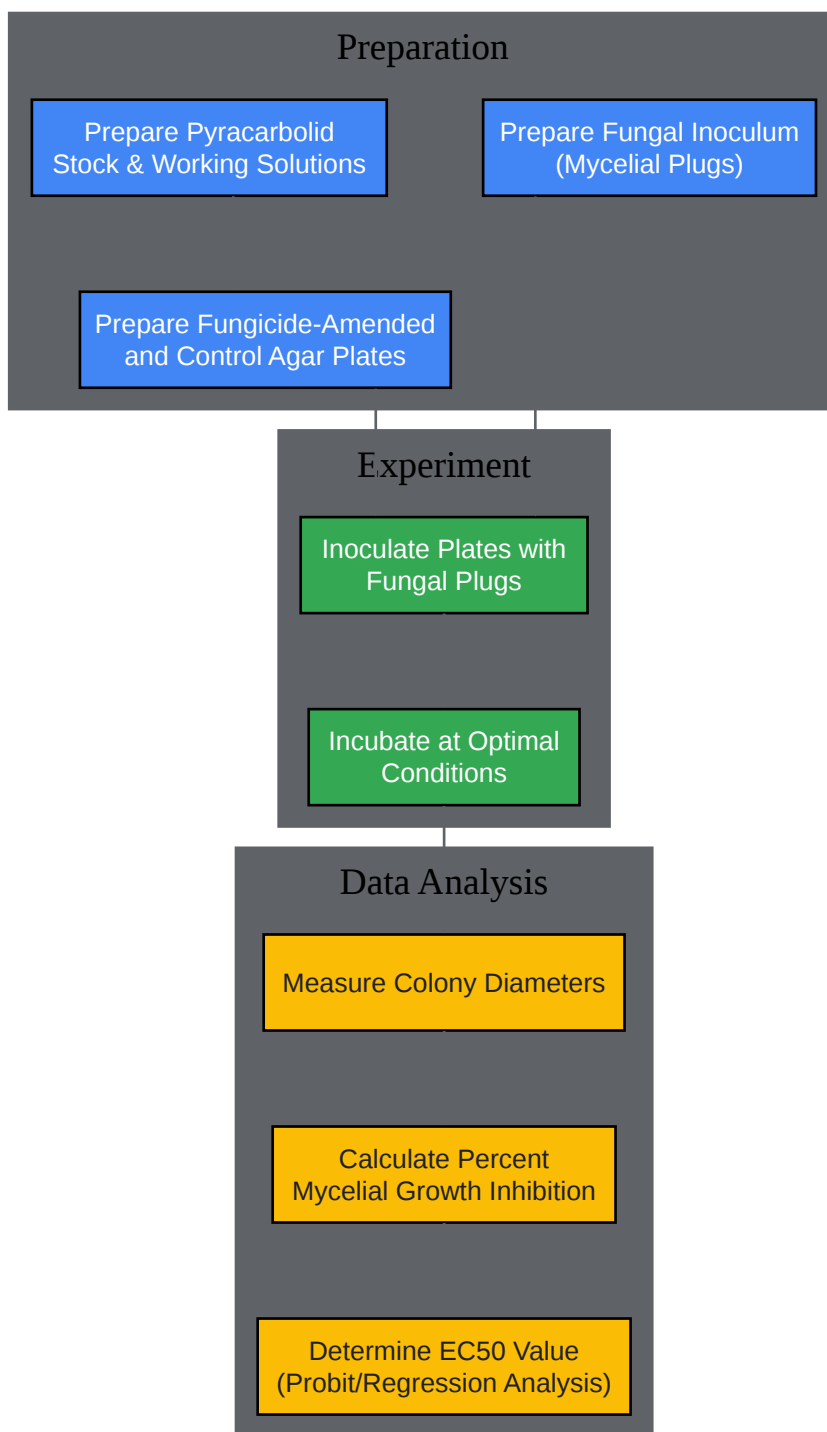 Preparation
Prepare Pyracarbolid
Stock & Working Solutions
Prepare Fungal Inoculum
(Mycelial Plugs)
Prepare Fungicide-Amended
and Control Agar Plates
Experiment
Inoculate Plates with
Fungal Plugs
Incubate at Optimal
Conditions
Data Analysis
Measure Colony Diameters
Calculate Percent
Mycelial Growth Inhibition
Determine EC50 Value
(Probit/Regression Analysis)